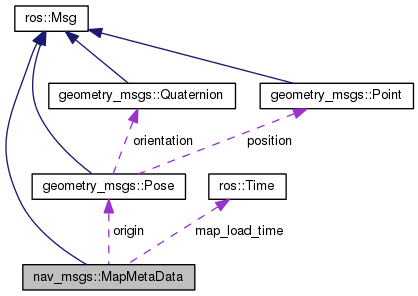 ros::Msg
geometry_msgs::Quaternion
geometry_msgs::Point
orientation
position
geometry_msgs::Pose
ros::Time
origin
map_load_time
nav_msgs::MapMetaData